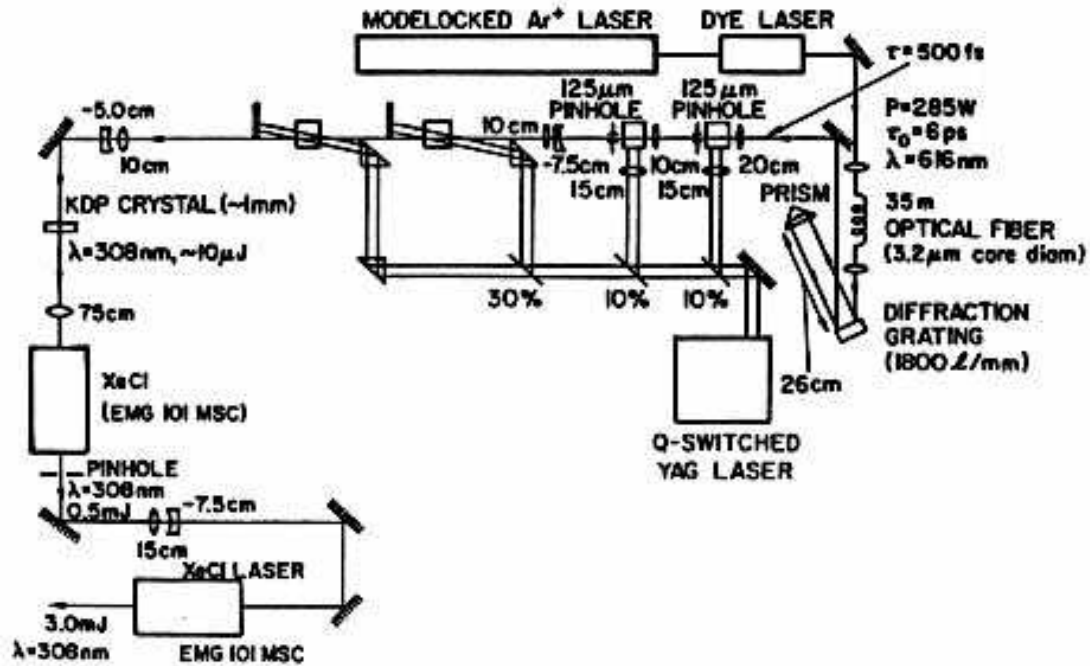 MODELOCKED Ar+ LASER
DYE LASER
τ=500fs
125μm
PINHOLE
125μm
PINHOLE
P=285W
τ₀=6ps
λ=616nm
-5.0cm
10cm
10cm
-7.5cm
15cm
10cm
15cm
20cm
PRISM
35m
OPTICAL FIBER
(3.2μm core diam)
KDP CRYSTAL (~1mm)
λ=308nm, ~10μJ
30%
10%
10%
75cm
DIFFRACTION
GRATING
(1800 l/mm)
26cm
XeCl
(EMG 101 MSC)
Q-SWITCHED
YAG LASER
PINHOLE
λ=308nm
0.5mJ
-7.5cm
15cm
XeCl LASER
3.0mJ
λ=308nm
EMG 101 MSC